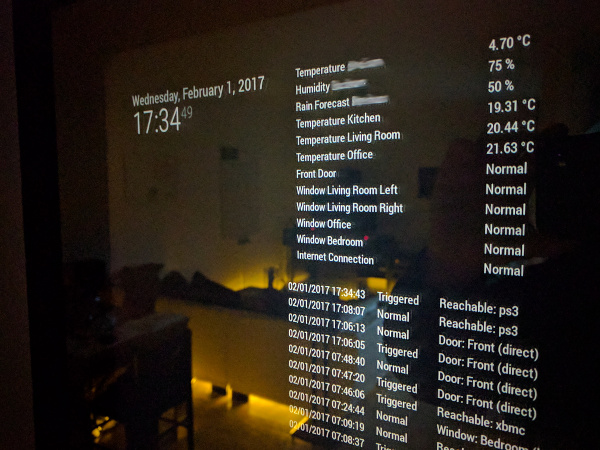 Wednesday, February 1, 2017
17:34 49
Temperature 4.70 °C
Humidity 75 %
Rain Forecast 50 %
Temperature Kitchen 19.31 °C
Temperature Living Room 20.44 °C
Temperature Office 21.63 °C
Front Door Normal
Window Living Room Left Normal
Window Living Room Right Normal
Window Office Normal
Window Bedroom Normal
Internet Connection Normal
02/01/2017 17:34:43 Triggered Reachable: ps3
02/01/2017 17:08:07 Normal Reachable: ps3
02/01/2017 17:06:13 Normal Door: Front (direct)
02/01/2017 17:06:05 Triggered Door: Front (direct)
02/01/2017 07:48:40 Normal Door: Front (direct)
02/01/2017 07:47:20 Triggered Door: Front (direct)
02/01/2017 07:46:06 Triggered Reachable: xbmc
02/01/2017 07:24:44 Normal Window: Bedroom
02/01/2017 07:09:19 Normal
02/01/2017 07:08:37